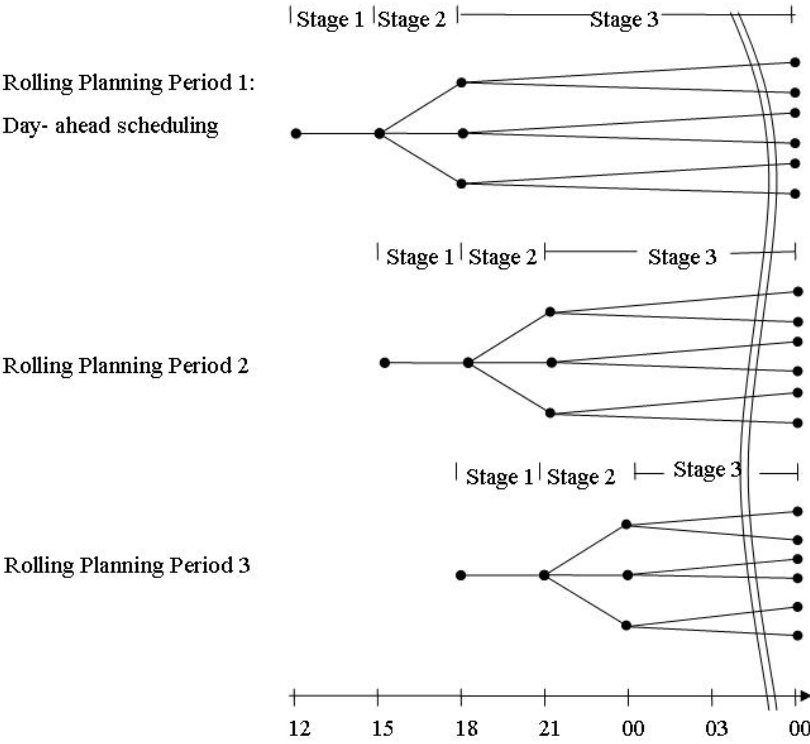 Stage 1 Stage 2 Stage 3
Rolling Planning Period 1:
Day- ahead scheduling
Stage 1 Stage 2 Stage 3
Rolling Planning Period 2
Stage 1 Stage 2 Stage 3
Rolling Planning Period 3
12 15 18 21 00 03 00